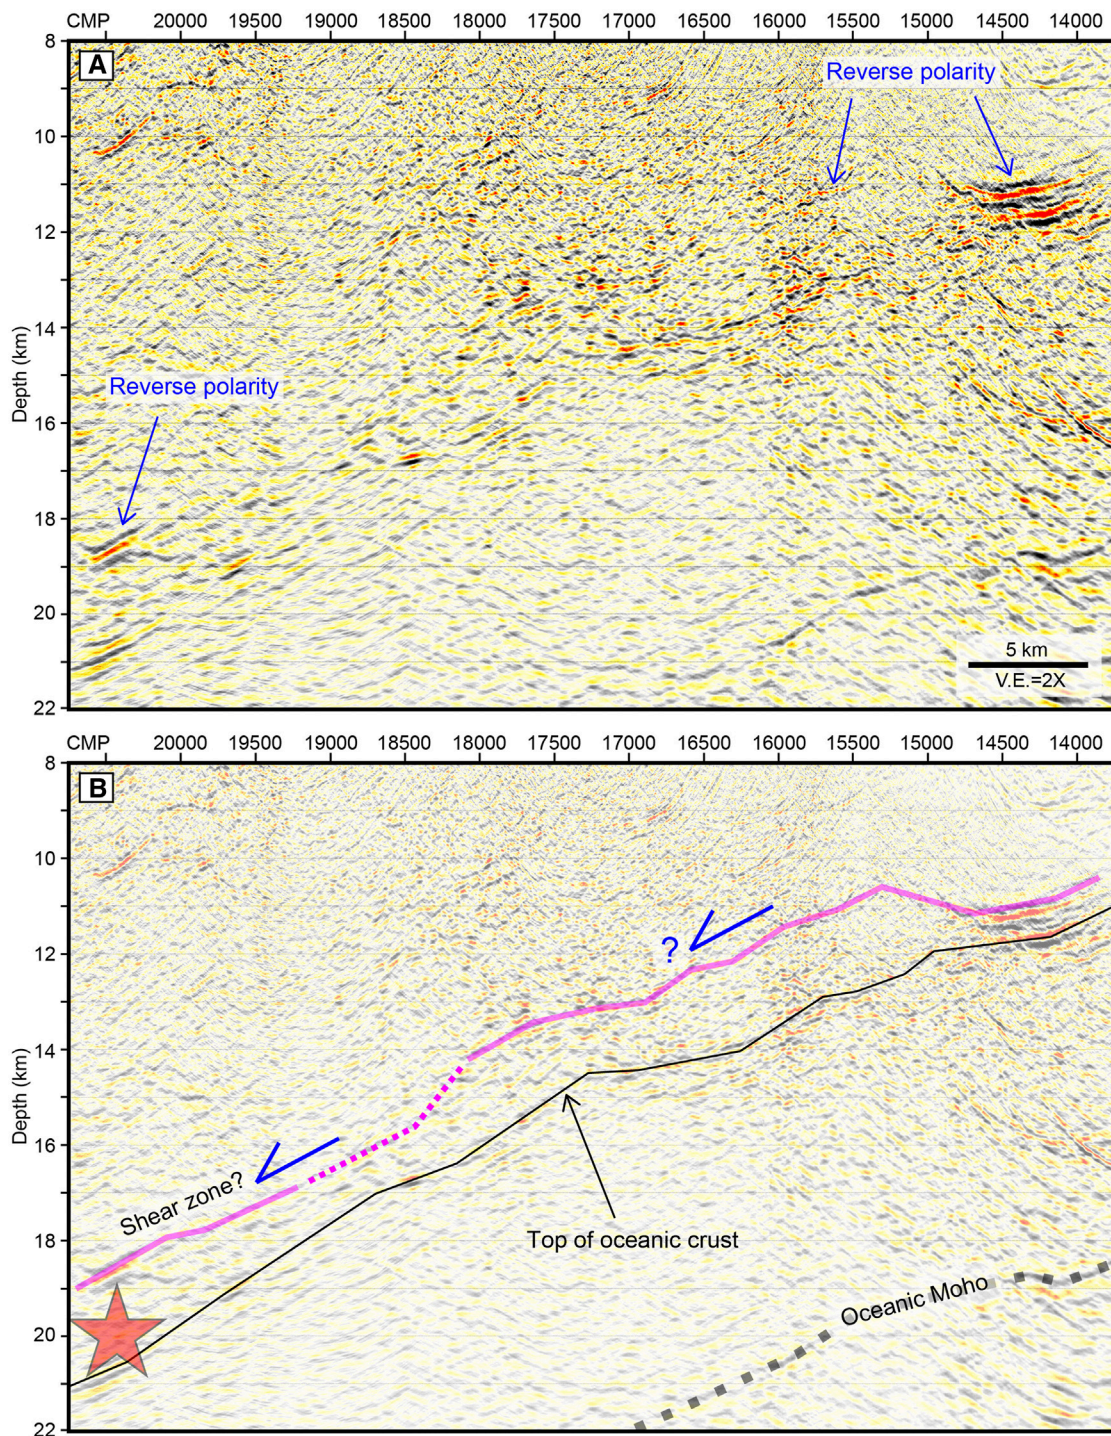 CMP 20000 19500 19000 18500 18000 17500 17000 16500 16000 15500 15000 14500 14000
8
A
Reverse polarity
10
12
14
Depth (km)
Reverse polarity
16
18
20
5 km
V.E.=2X
22
CMP 20000 19500 19000 18500 18000 17500 17000 16500 16000 15500 15000 14500 14000
8
B
10
?
12
14
Depth (km)
16
Shear zone?
18
Top of oceanic crust
Oceanic Moho
20
22